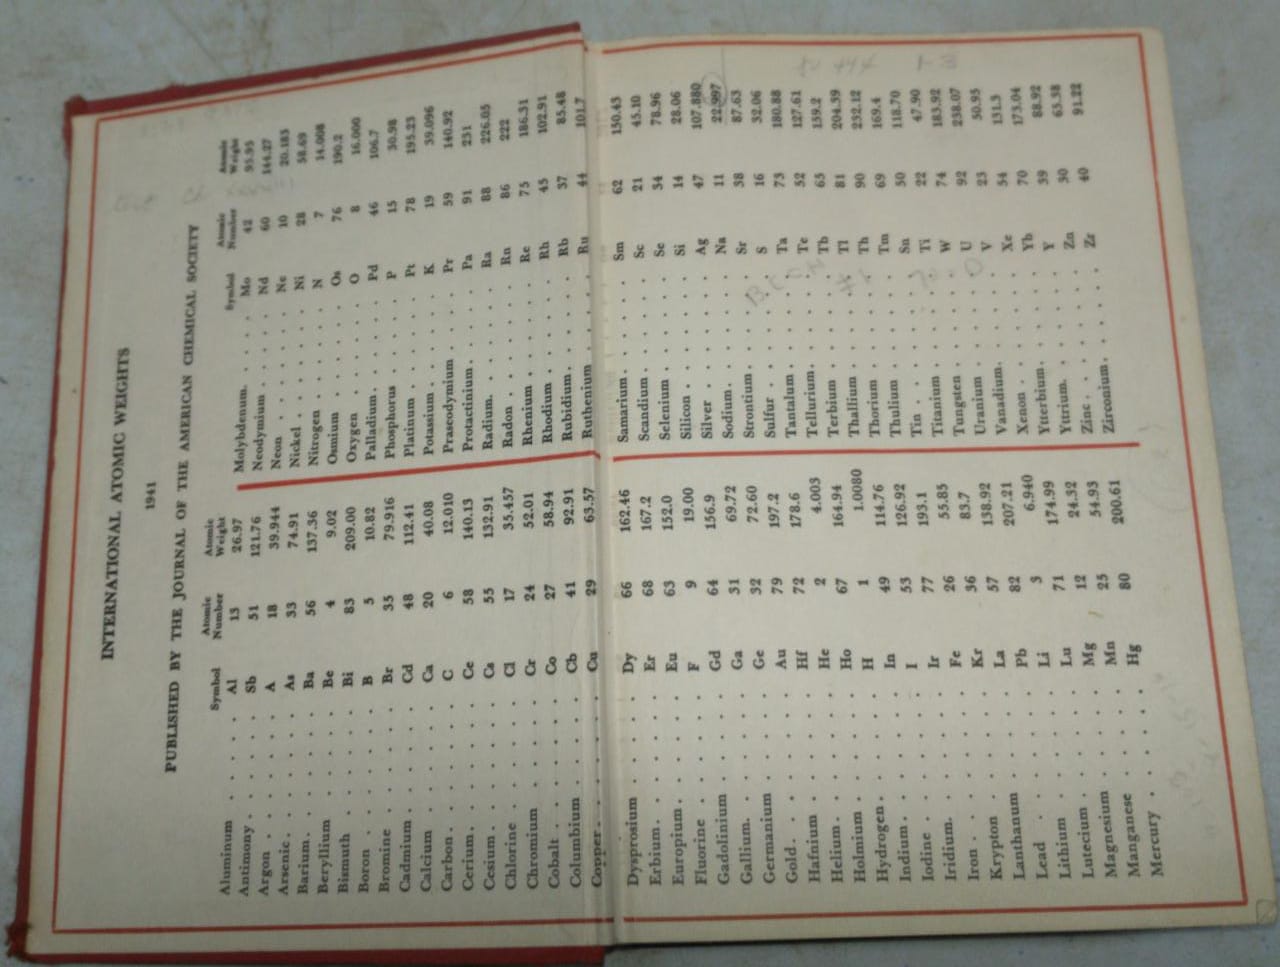 INTERNATIONAL ATOMIC WEIGHTS
1941
PUBLISHED BY THE JOURNAL OF THE AMERICAN CHEMICAL SOCIETY
Symbol Atomic Number Atomic Weight
Aluminum Al 13 26.97
Antimony Sb 51 121.76
Argon A 18 39.944
Arsenic As 33 74.91
Barium Ba 56 137.36
Beryllium Be 4 9.02
Bismuth Bi 83 209.00
Boron B 5 10.82
Bromine Br 35 79.916
Cadmium Cd 48 112.41
Calcium Ca 20 40.08
Carbon C 6 12.010
Cerium Ce 58 140.13
Cesium Cs 55 132.91
Chlorine Cl 17 35.457
Chromium Cr 24 52.01
Cobalt Co 27 58.94
Columbium Cb 41 92.91
Copper Cu 29 63.57
Dysprosium Dy 66 162.46
Erbium Er 68 167.2
Europium Eu 63 152.0
Fluorine F 9 19.00
Gadolinium Gd 64 156.9
Gallium Ga 31 69.72
Germanium Ge 32 72.60
Gold Au 79 197.2
Hafnium Hf 72 178.6
Helium He 2 4.003
Holmium Ho 67 164.94
Hydrogen H 1 1.0080
Indium In 49 114.76
Iodine I 53 126.92
Iridium Ir 77 193.1
Iron Fe 26 55.85
Krypton Kr 36 83.7
Lanthanum La 57 138.92
Lead Pb 82 207.21
Lithium Li 3 6.940
Lutecium Lu 71 174.99
Magnesium Mg 12 24.32
Manganese Mn 25 54.93
Mercury Hg 80 200.61
Symbol Atomic Number Atomic Weight
Molybdenum Mo 42 95.95
Neodymium Nd 60 144.27
Neon Ne 10 20.183
Nickel Ni 28 58.69
Nitrogen N 7 14.008
Osmium Os 76 190.2
Oxygen O 8 16.000
Palladium Pd 46 106.7
Phosphorus P 15 30.98
Platinum Pt 78 195.23
Potassium K 19 39.096
Praseodymium Pr 59 140.92
Protactinium Pa 91 231
Radium Ra 88 226.05
Radon Rn 86 222
Rhenium Re 75 186.31
Rhodium Rh 45 102.91
Rubidium Rb 37 85.48
Ruthenium Ru 44 101.7
Samarium Sm 62 150.43
Scandium Sc 21 45.10
Selenium Se 34 78.96
Silicon Si 14 28.06
Silver Ag 47 107.880
Sodium Na 11 22.997
Strontium Sr 38 87.63
Sulfur S 16 32.06
Tantalum Ta 73 180.88
Tellurium Te 52 127.61
Terbium Tb 65 159.2
Thallium Tl 81 204.39
Thorium Th 90 232.12
Thulium Tm 69 169.4
Tin Sn 50 118.70
Titanium Ti 22 47.90
Tungsten W 74 183.92
Uranium U 92 238.07
Vanadium V 23 50.95
Xenon Xe 54 131.3
Ytterbium Yb 70 173.04
Yttrium Y 39 88.92
Zinc Zn 30 65.38
Zirconium Zr 40 91.22